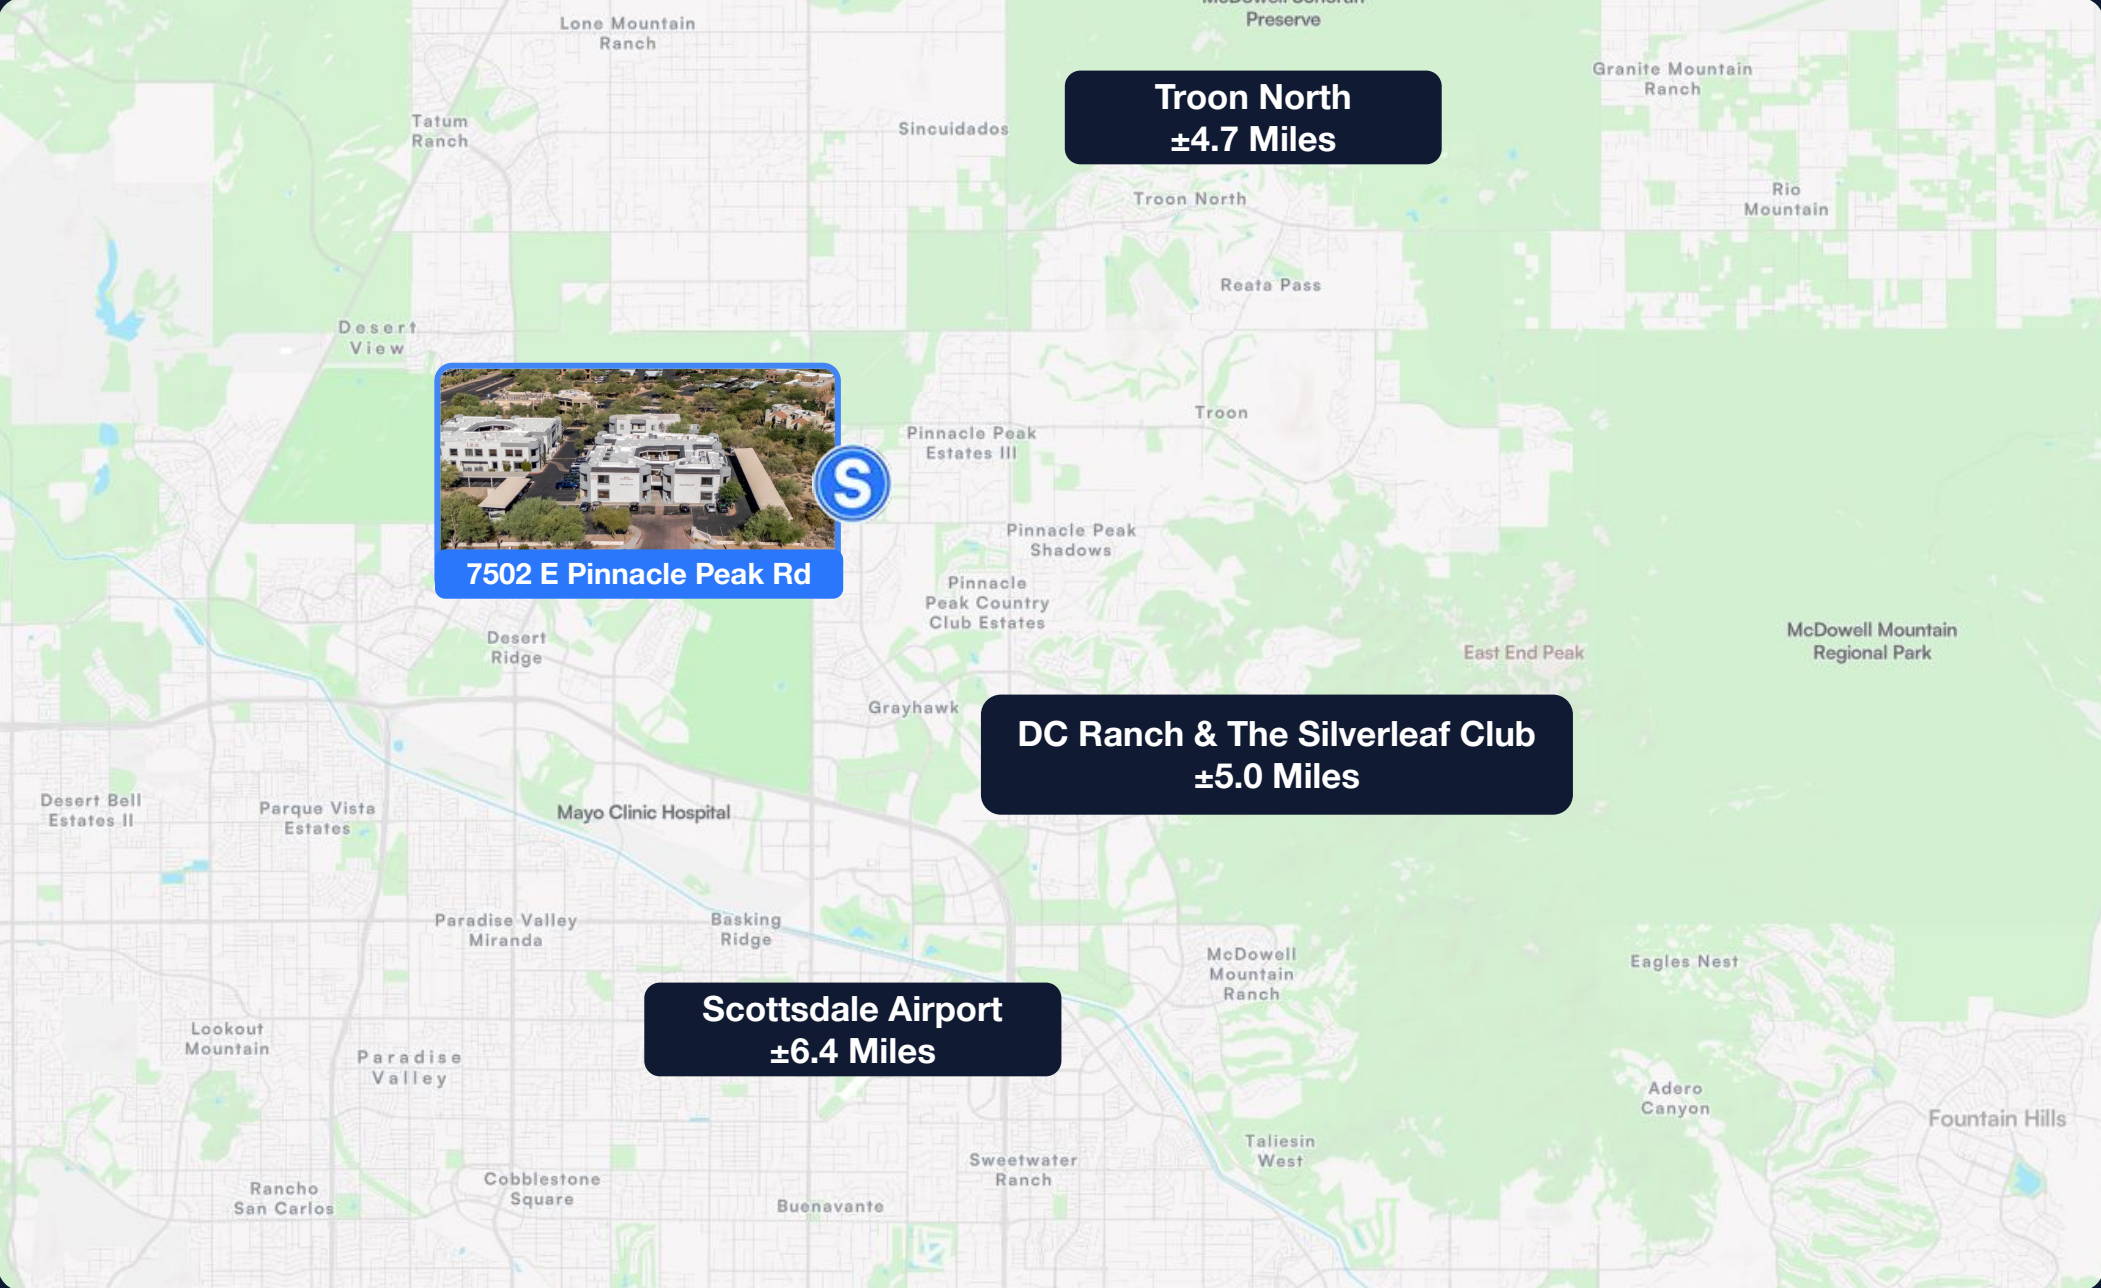 McDowell Sonoran
Preserve
Lone Mountain
Ranch
Granite Mountain
Ranch
Troon North
±4.7 Miles
Tatum
Ranch
Sincuidados
Troon North
Rio
Mountain
Reata Pass
Desert
View
Troon
Pinnacle Peak
Estates III
S
Pinnacle Peak
Shadows
7502 E Pinnacle Peak Rd
Pinnacle
Peak Country
Club Estates
Desert
Ridge
East End Peak
McDowell Mountain
Regional Park
Grayhawk
DC Ranch & The Silverleaf Club
±5.0 Miles
Desert Bell
Estates II
Parque Vista
Estates
Mayo Clinic Hospital
Paradise Valley
Miranda
Basking
Ridge
McDowell
Mountain
Ranch
Eagles Nest
Scottsdale Airport
±6.4 Miles
Lookout
Mountain
Paradise
Valley
Adero
Canyon
Fountain Hills
Taliesin
West
Sweetwater
Ranch
Cobblestone
Square
Rancho
San Carlos
Buenavante